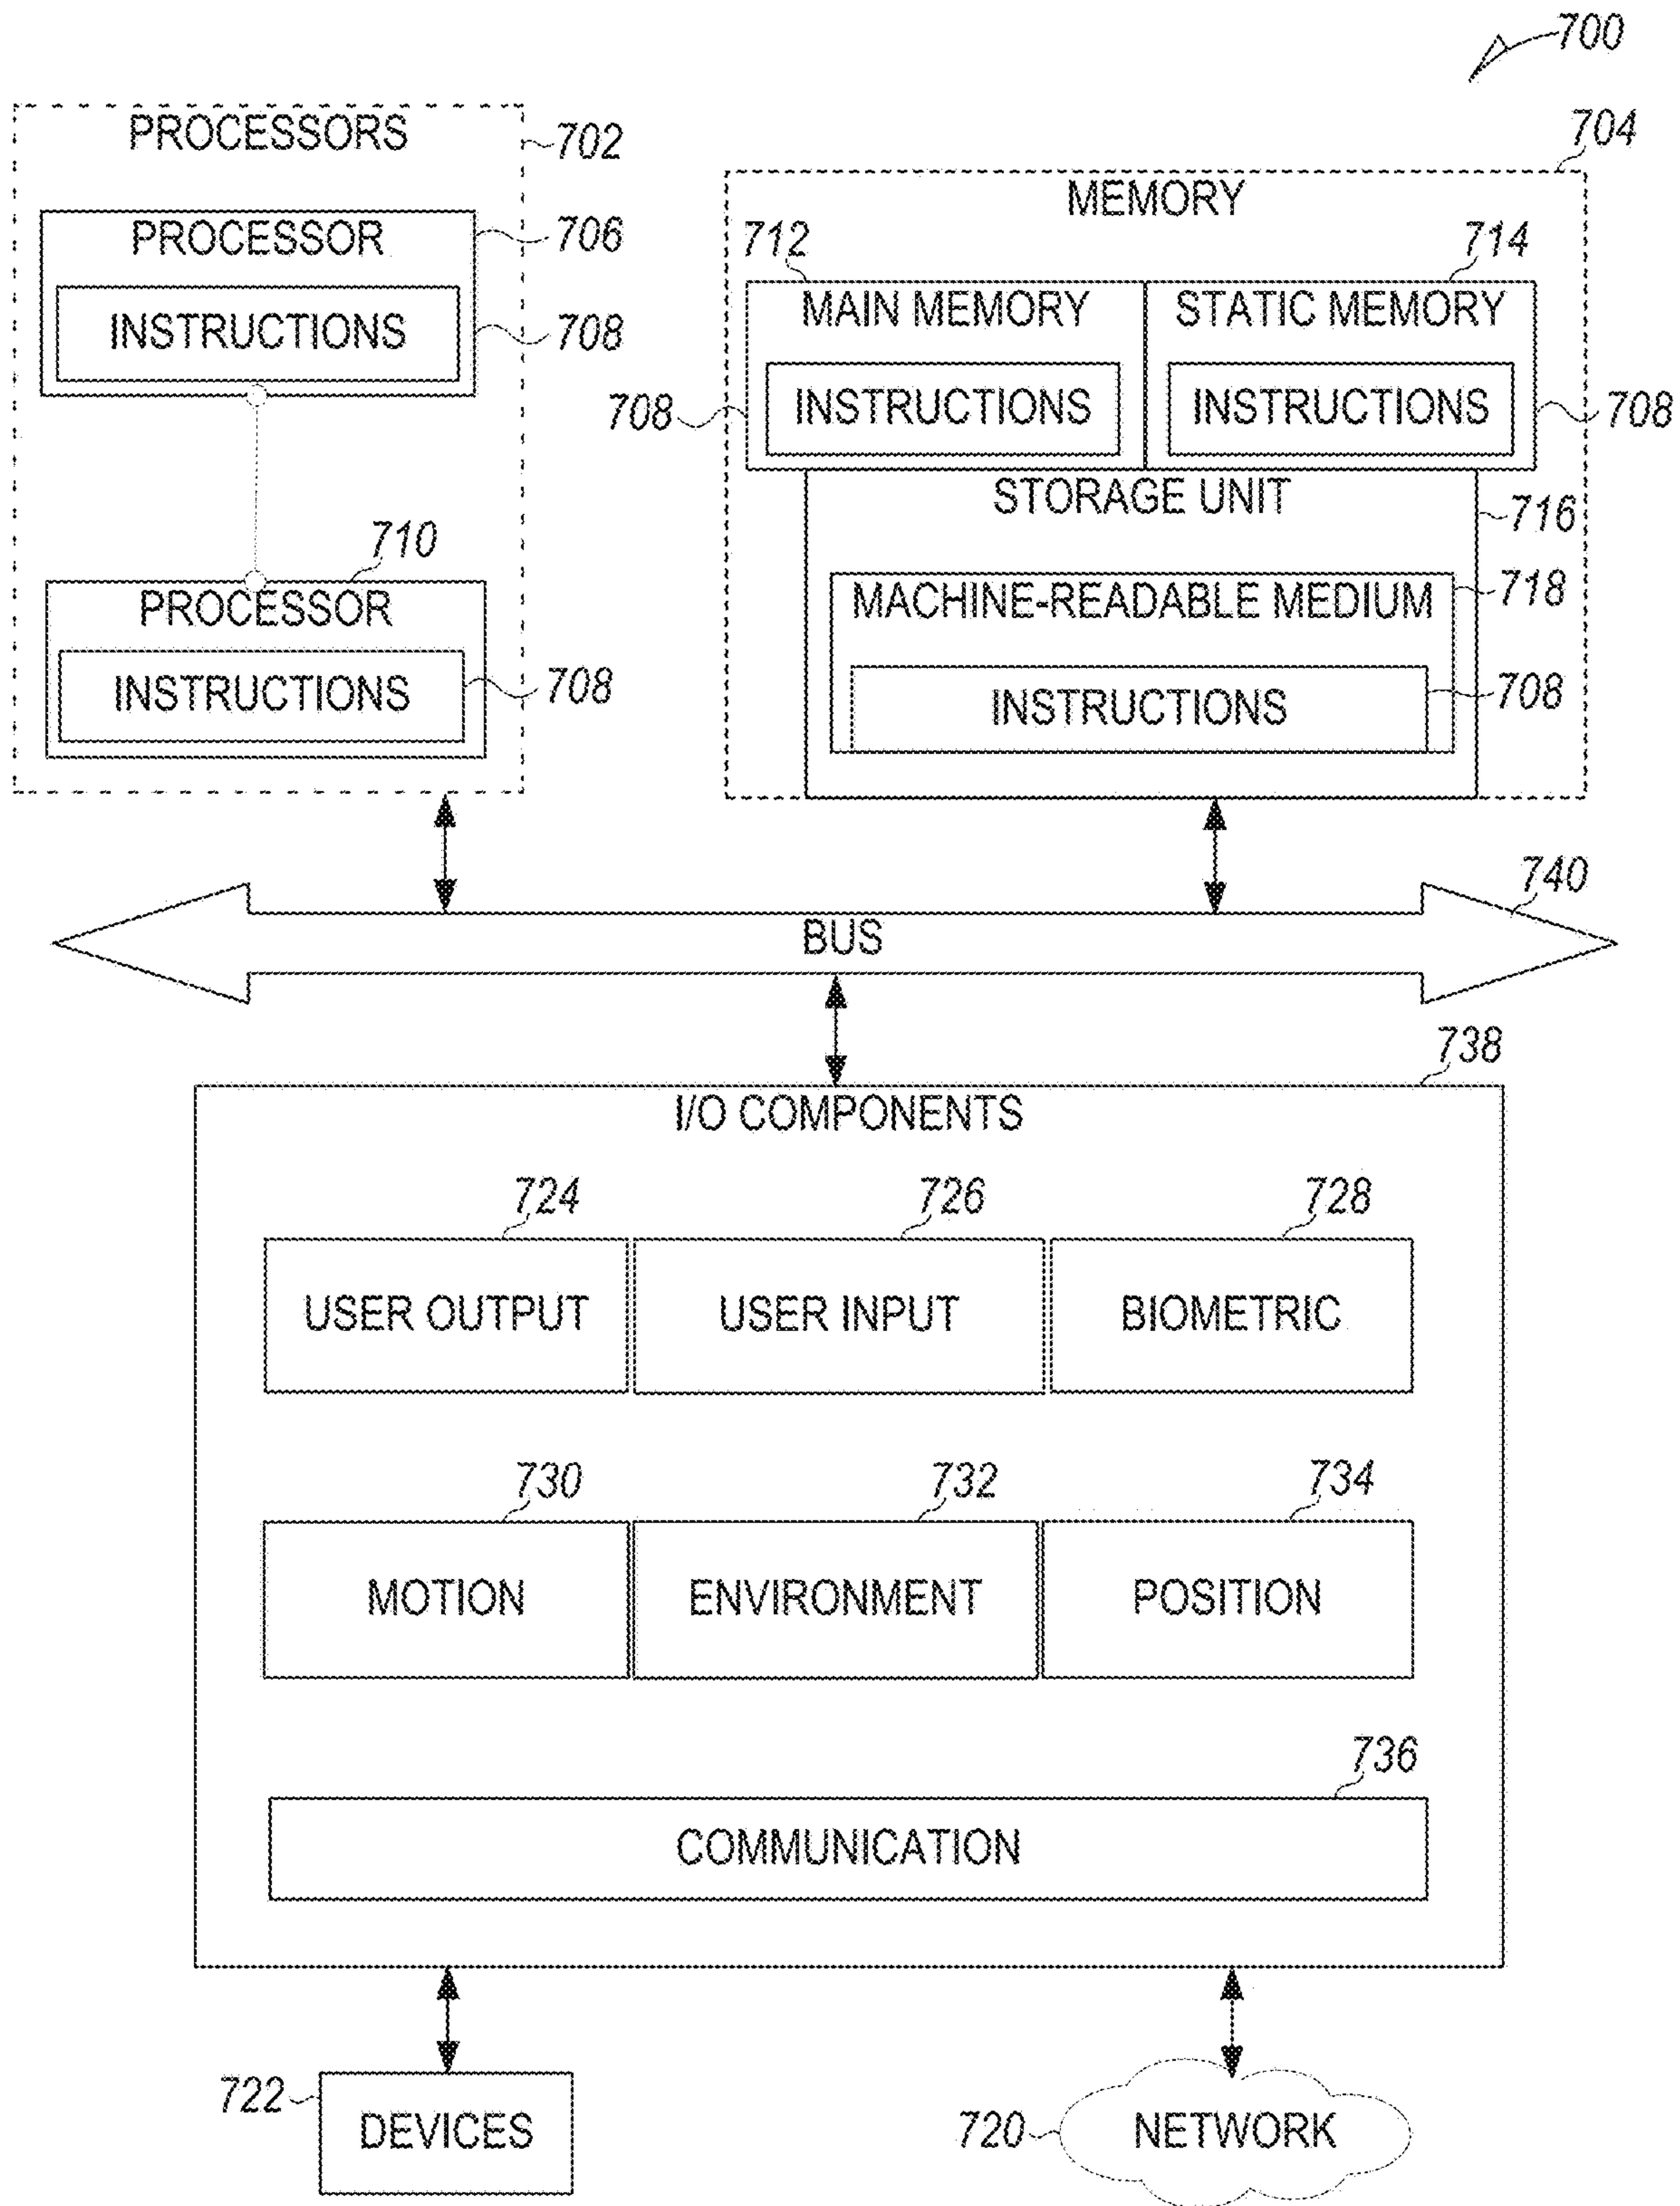 700
PROCESSORS
702
PROCESSOR
706
INSTRUCTIONS
708
710
PROCESSOR
INSTRUCTIONS
708
704
MEMORY
712
714
MAIN MEMORY
STATIC MEMORY
708
INSTRUCTIONS
INSTRUCTIONS
708
STORAGE UNIT
716
MACHINE-READABLE MEDIUM
718
INSTRUCTIONS
708
740
BUS
738
I/O COMPONENTS
724
726
728
USER OUTPUT
USER INPUT
BIOMETRIC
730
732
734
MOTION
ENVIRONMENT
POSITION
736
COMMUNICATION
722
DEVICES
720
NETWORK